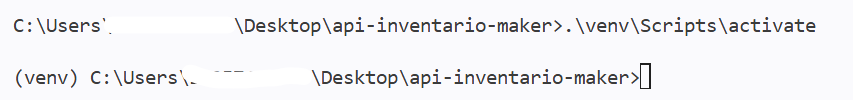 C:\Users\ \Desktop\api-inventario-maker>.\venv\Scripts\activate
(venv) C:\Users\ \Desktop\api-inventario-maker>